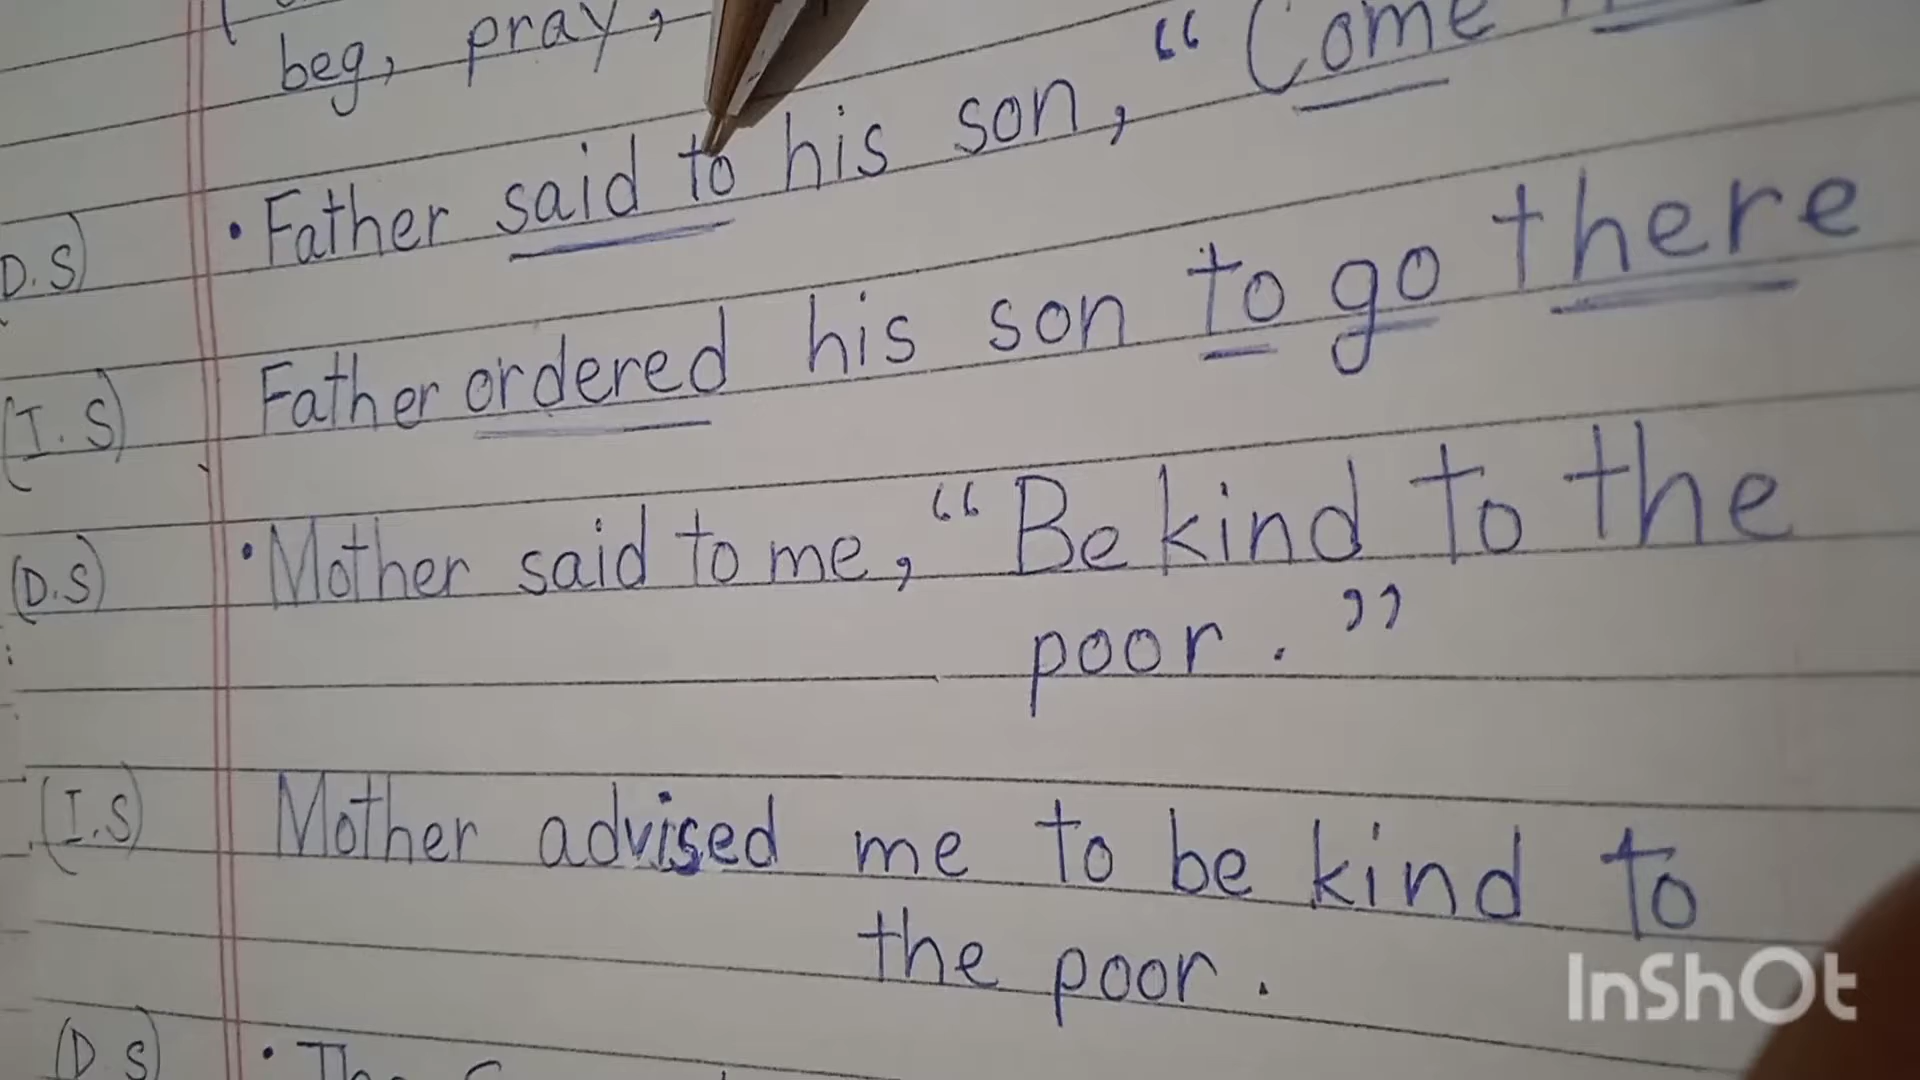 beg, pray,
D.S) • Father said to his son, “Come
(I.S) Father ordered his son to go there
(D.S) • Mother said to me, “Be kind to the
poor.”
(I.S) Mother advised me to be kind to
the poor.
(D.S) •
InShOt